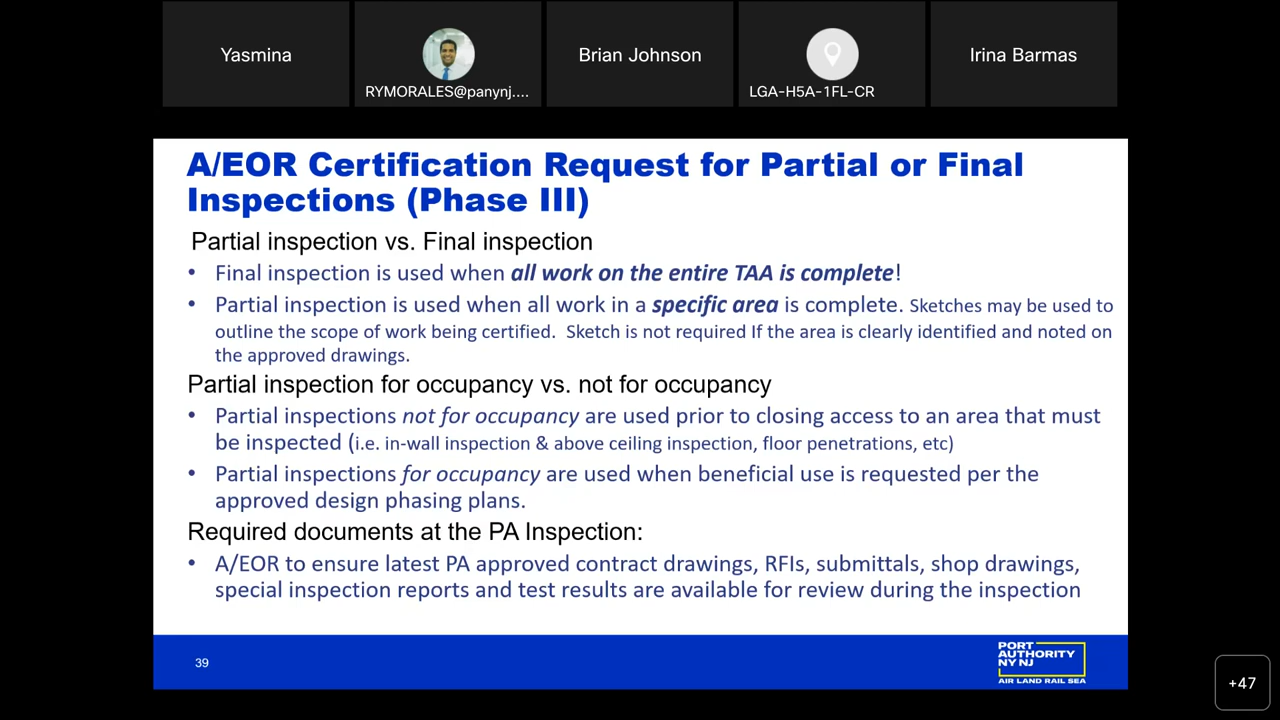 Yasmina
RYMORALES@panynj....
Brian Johnson
LGA-H5A-1FL-CR
Irina Barmas
A/EOR Certification Request for Partial or Final
Inspections (Phase III)
Partial inspection vs. Final inspection
• Final inspection is used when all work on the entire TAA is complete!
• Partial inspection is used when all work in a specific area is complete. Sketches may be used to
outline the scope of work being certified. Sketch is not required If the area is clearly identified and noted on
the approved drawings.
Partial inspection for occupancy vs. not for occupancy
• Partial inspections not for occupancy are used prior to closing access to an area that must
be inspected (i.e. in-wall inspection & above ceiling inspection, floor penetrations, etc)
• Partial inspections for occupancy are used when beneficial use is requested per the
approved design phasing plans.
Required documents at the PA Inspection:
• A/EOR to ensure latest PA approved contract drawings, RFIs, submittals, shop drawings,
special inspection reports and test results are available for review during the inspection
39
PORT
AUTHORITY
NY NJ
AIR LAND RAIL SEA
+47